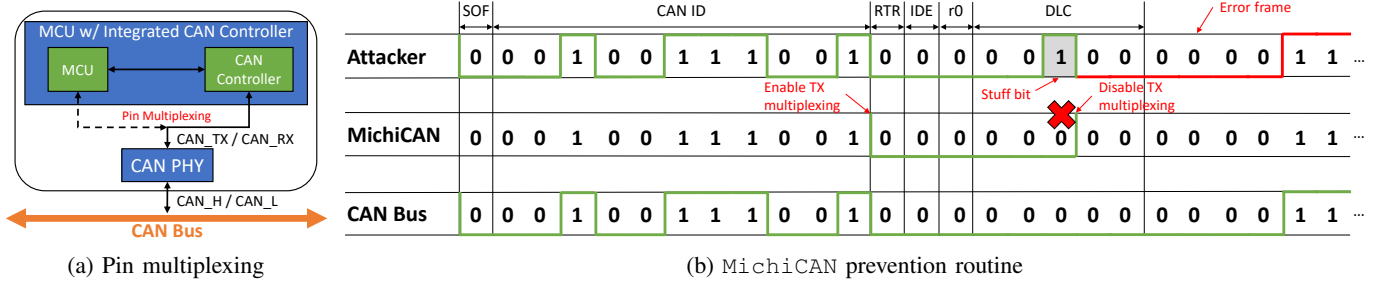 MCU w/ Integrated CAN Controller
MCU
CAN
Controller
Pin Multiplexing
CAN_TX / CAN_RX
CAN PHY
CAN_H / CAN_L
CAN Bus
(a) Pin multiplexing
SOF CAN ID RTR IDE r0 DLC Error frame
Attacker 0 0 0 1 0 0 1 1 1 0 0 1 0 0 0 0 0 1 0 0 0 0 0 0 1 1 ...
Enable TX
multiplexing
Stuff bit
Disable TX
multiplexing
MichiCAN 0 0 0 1 0 0 1 1 1 0 0 1 0 0 0 0 0 0 0 0 0 0 0 0 1 1 ...
CAN Bus 0 0 0 1 0 0 1 1 1 0 0 1 0 0 0 0 0 0 0 0 0 0 0 0 1 1 ...
(b) MichiCAN prevention routine